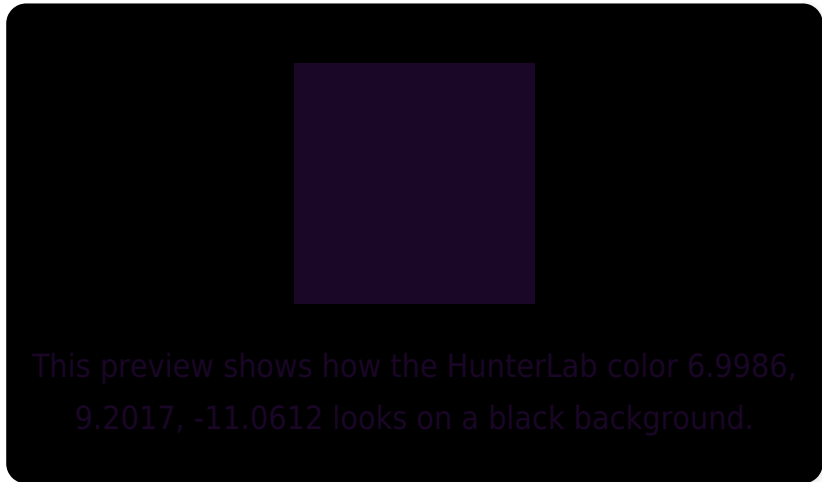 This preview shows how the HunterLab color 6.9986,
9.2017, -11.0612 looks on a black background.